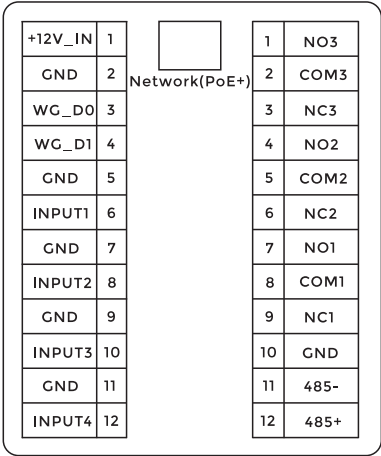 +12V_IN 1
GND 2
WG_D0 3
WG_D1 4
GND 5
INPUT1 6
GND 7
INPUT2 8
GND 9
INPUT3 10
GND 11
INPUT4 12
Network(PoE+)
1 NO3
2 COM3
3 NC3
4 NO2
5 COM2
6 NC2
7 NO1
8 COM1
9 NC1
10 GND
11 485-
12 485+